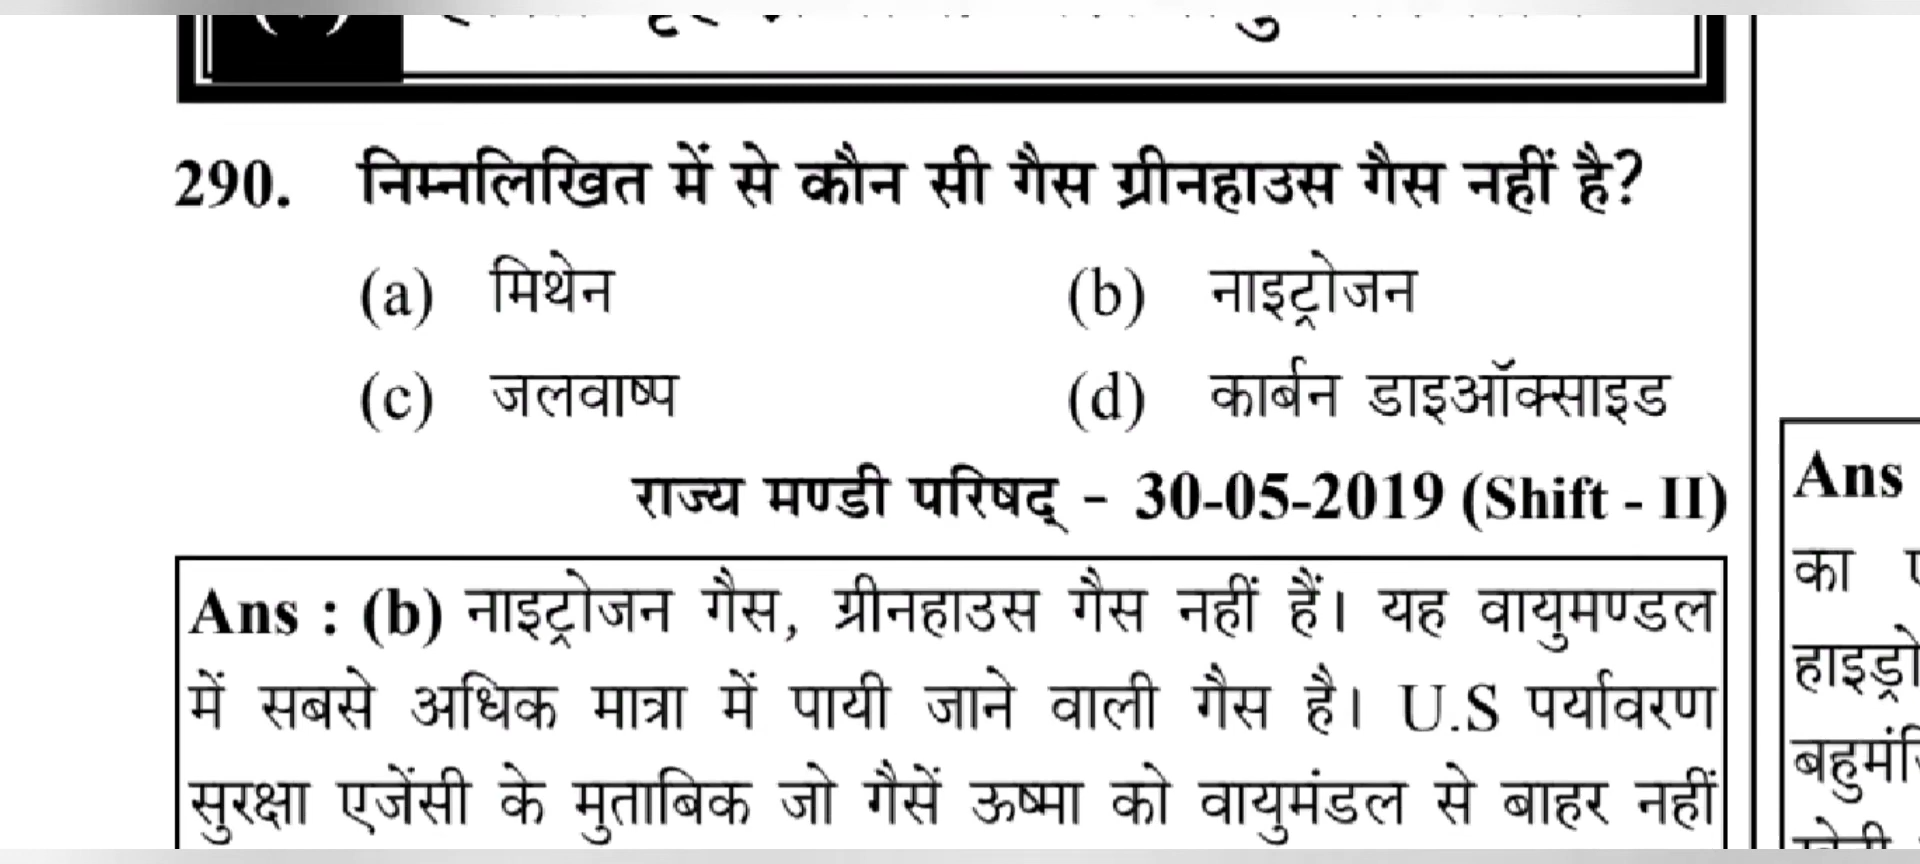 290. निम्नलिखित में से कौन सी गैस ग्रीनहाउस गैस नहीं है?
(a) मिथेन (b) नाइट्रोजन
(c) जलवाष्प (d) कार्बन डाइऑक्साइड
राज्य मण्डी परिषद् - 30-05-2019 (Shift - II)
Ans : (b) नाइट्रोजन गैस, ग्रीनहाउस गैस नहीं हैं। यह वायुमण्डल
में सबसे अधिक मात्रा में पायी जाने वाली गैस है। U.S पर्यावरण
सुरक्षा एजेंसी के मुताबिक जो गैसें ऊष्मा को वायुमंडल से बाहर नहीं
Ans
का